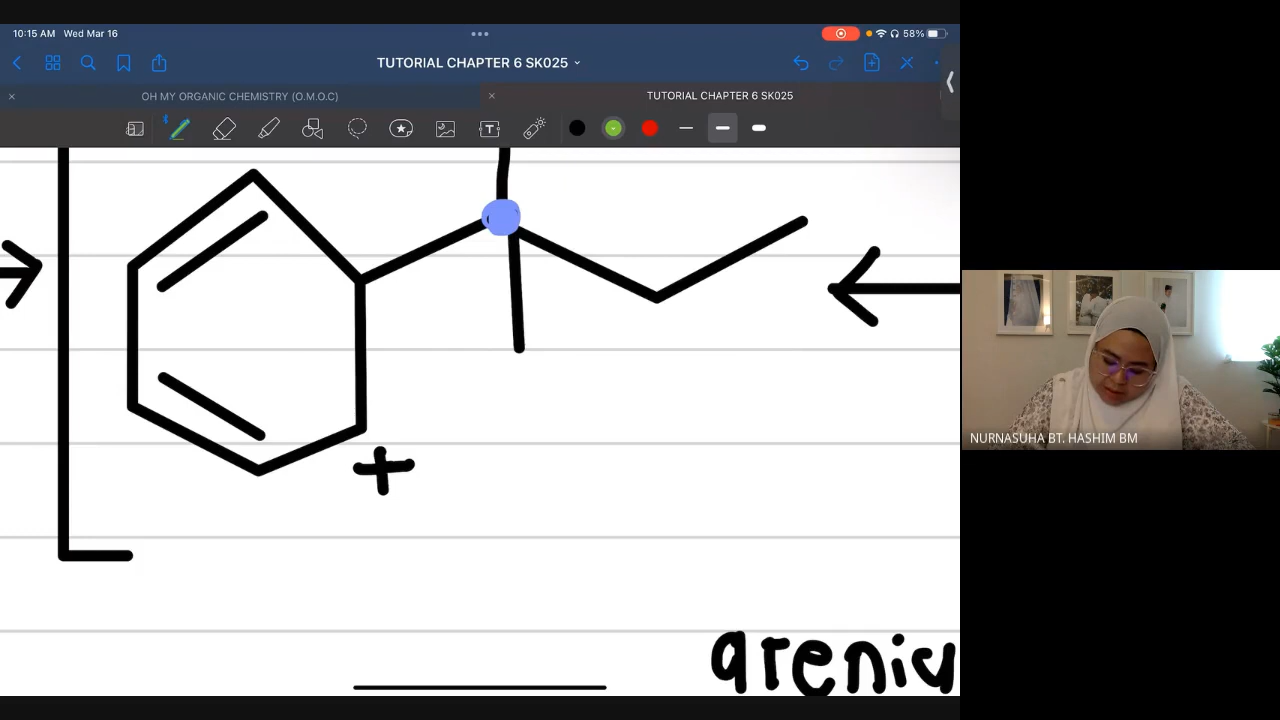 10:15 AM Wed Mar 16
58%
TUTORIAL CHAPTER 6 SK025
OH MY ORGANIC CHEMISTRY (O.M.O.C)
TUTORIAL CHAPTER 6 SK025
T
+
NURNASUHA BT. HASHIM BM
areniu